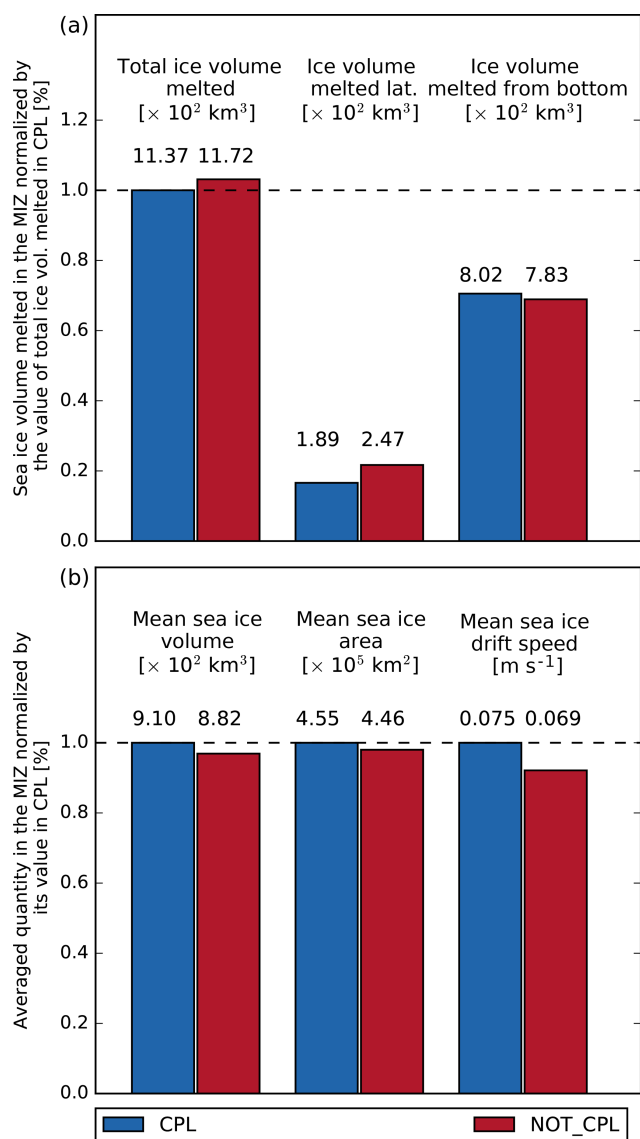 (a)
Sea ice volume melted in the MIZ normalized by
the value of total ice vol. melted in CPL [%]
Total ice volume
melted
[× 10² km³]
Ice volume
melted lat.
[× 10² km³]
Ice volume
melted from bottom
[× 10² km³]
1.2
1.0
0.8
0.6
0.4
0.2
0.0
11.37 11.72
1.89 2.47
8.02 7.83
(b)
Averaged quantity in the MIZ normalized by
its value in CPL [%]
Mean sea ice
volume
[× 10² km³]
Mean sea ice
area
[× 10⁵ km²]
Mean sea ice
drift speed
[m s⁻¹]
9.10 8.82
4.55 4.46
0.075 0.069
1.0
0.8
0.6
0.4
0.2
0.0
CPL
NOT_CPL